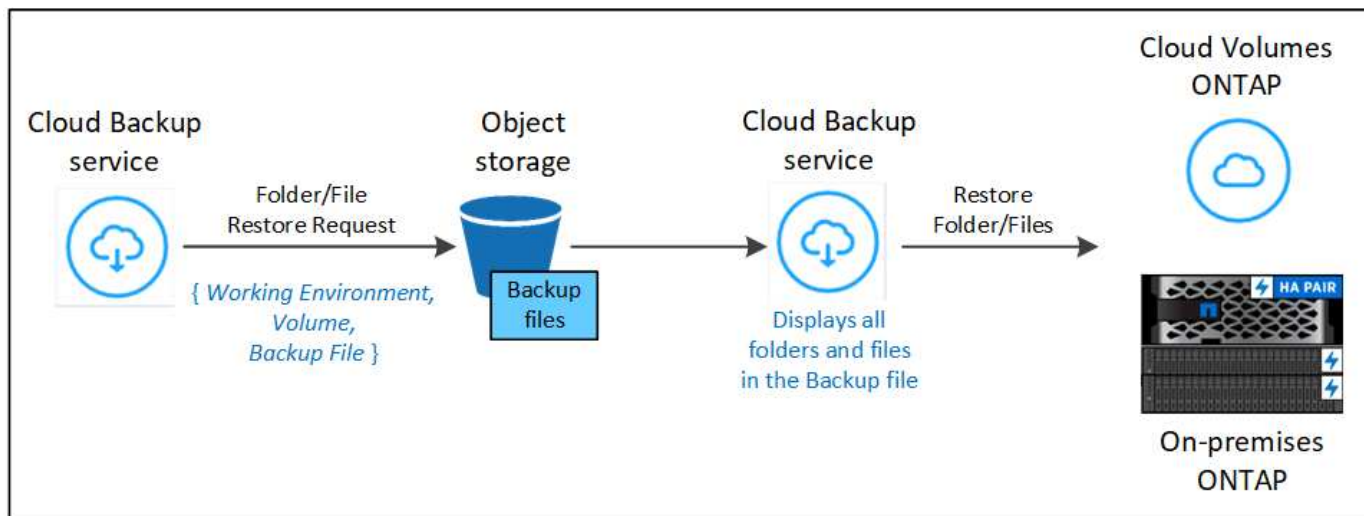 Cloud Backup
service
Folder/File
Restore Request
{ Working Environment,
Volume,
Backup File }
Object
storage
Backup
files
Cloud Backup
service
Displays all
folders and files
in the Backup file
Restore
Folder/Files
Cloud Volumes
ONTAP
HA PAIR
On-premises
ONTAP